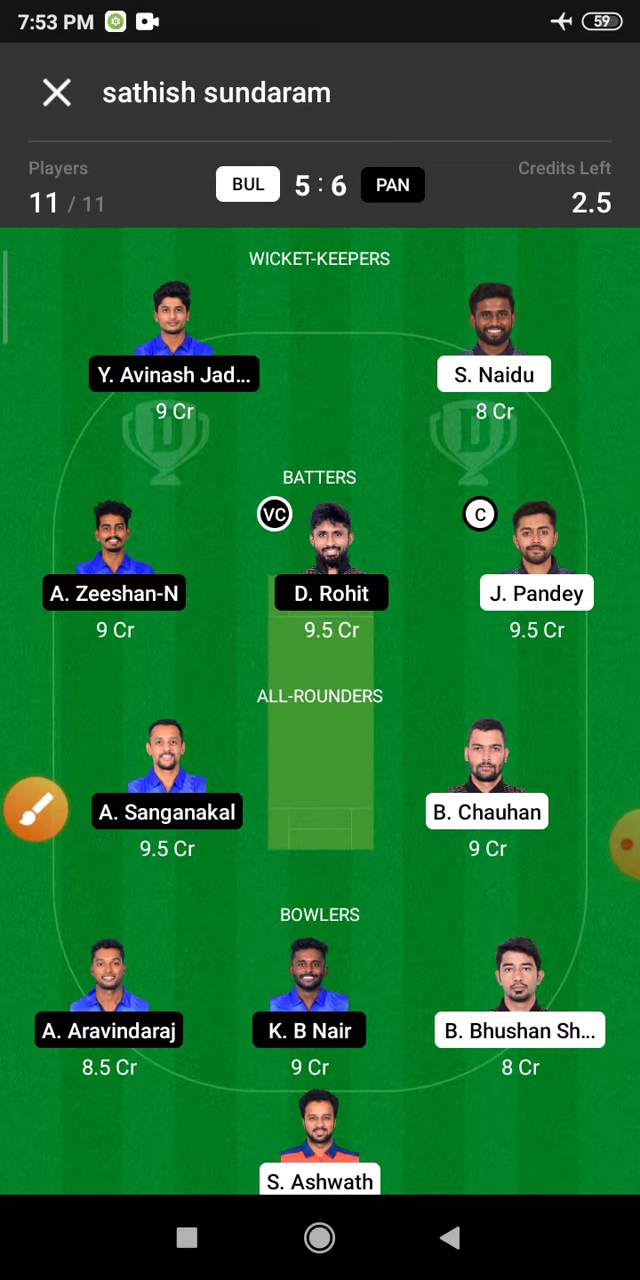 7:53 PM 59
sathish sundaram
Players Credits Left
11 / 11 BUL 5 : 6 PAN 2.5
WICKET-KEEPERS
Y. Avinash Jad... S. Naidu
9 Cr 8 Cr
BATTERS
VC C
A. Zeeshan-N D. Rohit J. Pandey
9 Cr 9.5 Cr 9.5 Cr
ALL-ROUNDERS
A. Sanganakal B. Chauhan
9.5 Cr 9 Cr
BOWLERS
A. Aravindaraj K. B Nair B. Bhushan Sh...
8.5 Cr 9 Cr 8 Cr
S. Ashwath